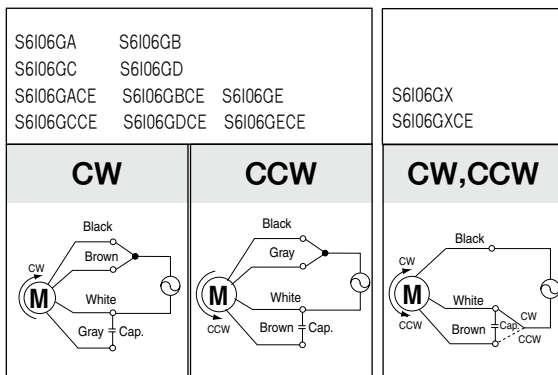 S6I06GA S6I06GB
S6I06GC S6I06GD
S6I06GACE S6I06GBCE S6I06GE
S6I06GCCE S6I06GDCE S6I06GECE
S6I06GX
S6I06GXCE
CW
CCW
CW,CCW
Black
Brown
CW
M
White
Gray Cap.
Black
Gray
M
White
CCW
Brown Cap.
Black
CW
M
White
CW
CCW
Brown Cap.
CCW